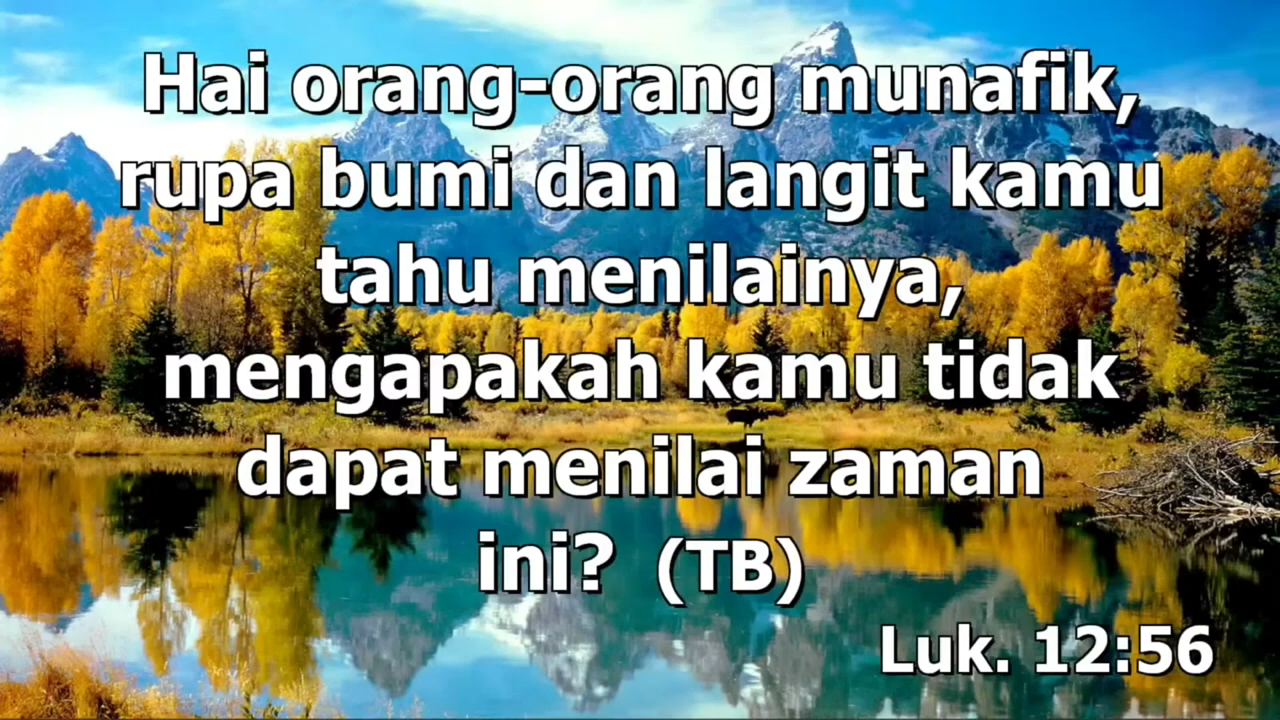 Hai orang-orang munafik,
rupa bumi dan langit kamu
tahu menilainya,
mengapakah kamu tidak
dapat menilai zaman
ini? (TB)
Luk. 12:56